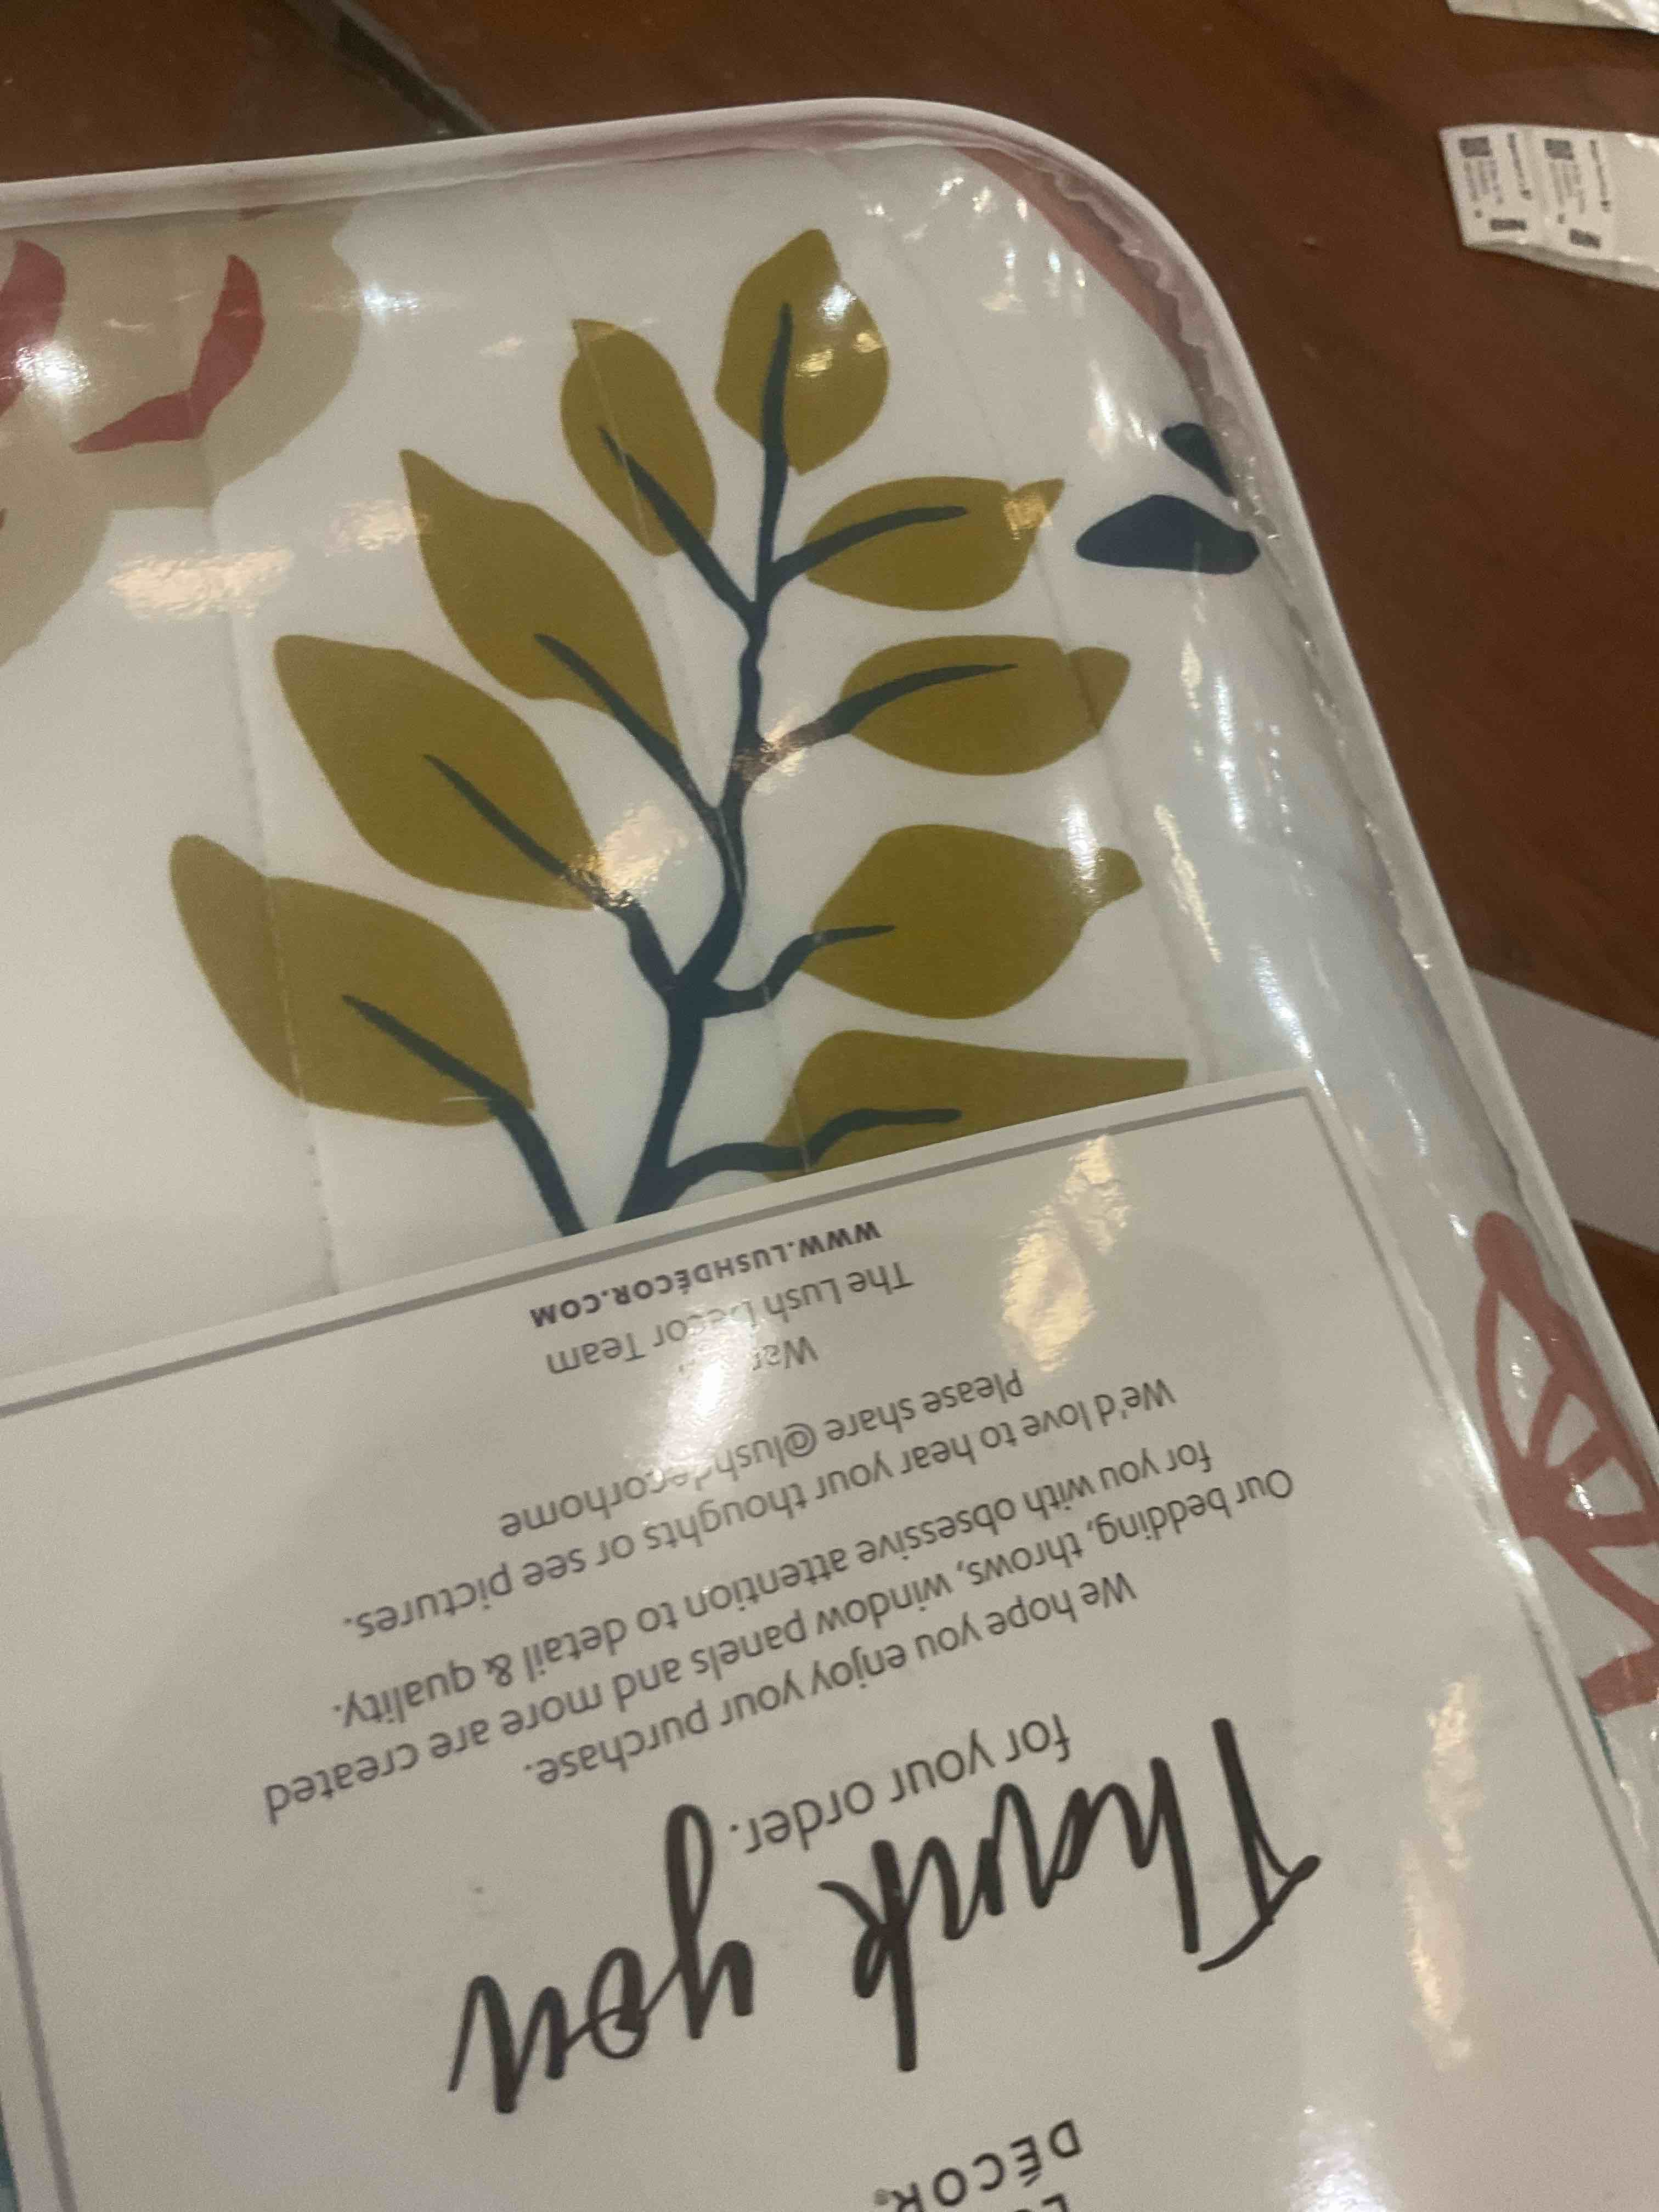 DÉCOR®
Thank you
for your order.
We hope you enjoy your purchase.
Our bedding, throws, window panels and more are created
for you with obsessive attention to detail & quality.
We'd love to hear your thoughts or see pictures.
Please share @lushdecorhome
The Lush Décor Team
WWW.LUSHDÉCOR.COM